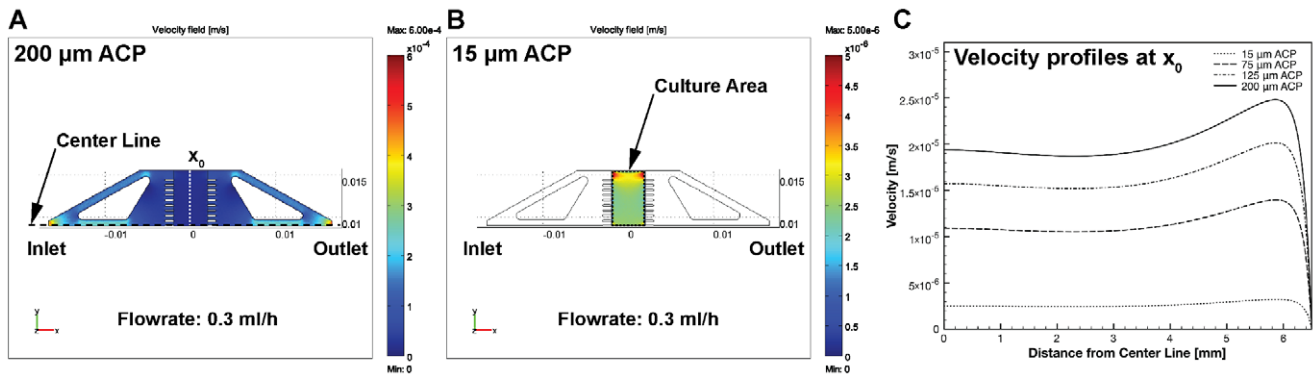 A
Velocity field [m/s]
Max: 5.00e-4
200 µm ACP
x10⁻⁴
6
5
4
3
2
1
0
Min: 0
Center Line
x₀
0.015
0.01
-0.01
0
0.01
Inlet
Outlet
y
z
x
Flowrate: 0.3 ml/h
B
Velocity field [m/s]
Max: 5.00e-6
15 µm ACP
x10⁻⁶
5
4.5
4
3.5
3
2.5
2
1.5
1
0.5
0
Min: 0
Culture Area
0.015
0.01
-0.01
0
0.01
Inlet
Outlet
y
z
x
Flowrate: 0.3 ml/h
C
Velocity profiles at x₀
15 µm ACP
75 µm ACP
125 µm ACP
200 µm ACP
Velocity [m/s]
3x10⁻⁵
2.5x10⁻⁵
2x10⁻⁵
1.5x10⁻⁵
1x10⁻⁵
5x10⁻⁶
0
0
1
2
3
4
5
6
Distance from Center Line [mm]